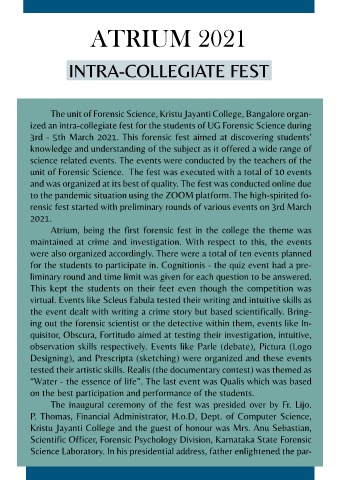 ATRIUM 2021
INTRA-COLLEGIATE FEST
The unit of Forensic Science, Kristu Jayanti College, Bangalore organ-
ized an intra-collegiate fest for the students of UG Forensic Science during
3rd - 5th March 2021. This forensic fest aimed at discovering students'
knowledge and understanding of the subject as it offered a wide range of
science related events. The events were conducted by the teachers of the
unit of Forensic Science. The fest was executed with a total of 10 events
and was organized at its best of quality. The fest was conducted online due
to the pandemic situation using the ZOOM platform. The high-spirited fo-
rensic fest started with preliminary rounds of various events on 3rd March
2021.
Atrium, being the first forensic fest in the college the theme was
maintained at crime and investigation. With respect to this, the events
were also organized accordingly. There were a total of ten events planned
for the students to participate in. Cognitionis - the quiz event had a pre-
liminary round and time limit was given for each question to be answered.
This kept the students on their feet even though the competition was
virtual. Events like Scleus Fabula tested their writing and intuitive skills as
the event dealt with writing a crime story but based scientifically. Bring-
ing out the forensic scientist or the detective within them, events like In-
quisitor, Obscura, Fortitudo aimed at testing their investigation, intuitive,
observation skills respectively. Events like Parle (debate), Pictura (Logo
Designing), and Prescripta (sketching) were organized and these events
tested their artistic skills. Realis (the documentary contest) was themed as
"Water - the essence of life". The last event was Qualis which was based
on the best participation and performance of the students.
The inaugural ceremony of the fest was presided over by Fr. Lijo.
P. Thomas, Financial Administrator, H.o.D, Dept. of Computer Science,
Kristu Jayanti College and the guest of honour was Mrs. Anu Sebastian,
Scientific Officer, Forensic Psychology Division, Karnataka State Forensic
Science Laboratory. In his presidential address, father enlightened the par-